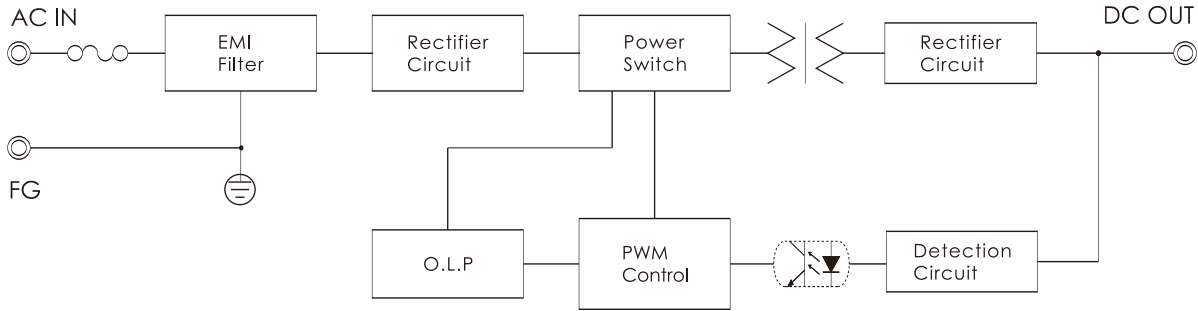 AC IN
EMI
Filter
Rectifier
Circuit
Power
Switch
Rectifier
Circuit
DC OUT
FG
O.L.P
PWM
Control
Detection
Circuit